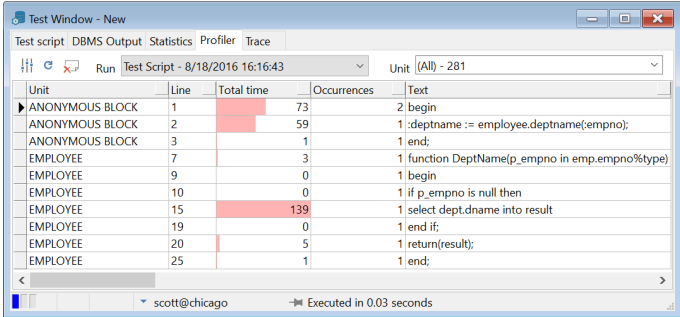 Test Window - New
Test script DBMS Output Statistics Profiler Trace
Run Test Script - 8/18/2016 16:16:43 Unit (All) - 281
Unit Line Total time Occurrences Text
ANONYMOUS BLOCK 1 73 2 begin
ANONYMOUS BLOCK 2 59 1 :deptname := employee.deptname(:empno);
ANONYMOUS BLOCK 3 1 1 end;
EMPLOYEE 7 3 1 function DeptName(p_empno in emp.empno%type)
EMPLOYEE 9 0 1 begin
EMPLOYEE 10 0 1 if p_empno is null then
EMPLOYEE 15 139 1 select dept.dname into result
EMPLOYEE 19 0 1 end if;
EMPLOYEE 20 5 1 return(result);
EMPLOYEE 25 1 1 end;
scott@chicago Executed in 0.03 seconds